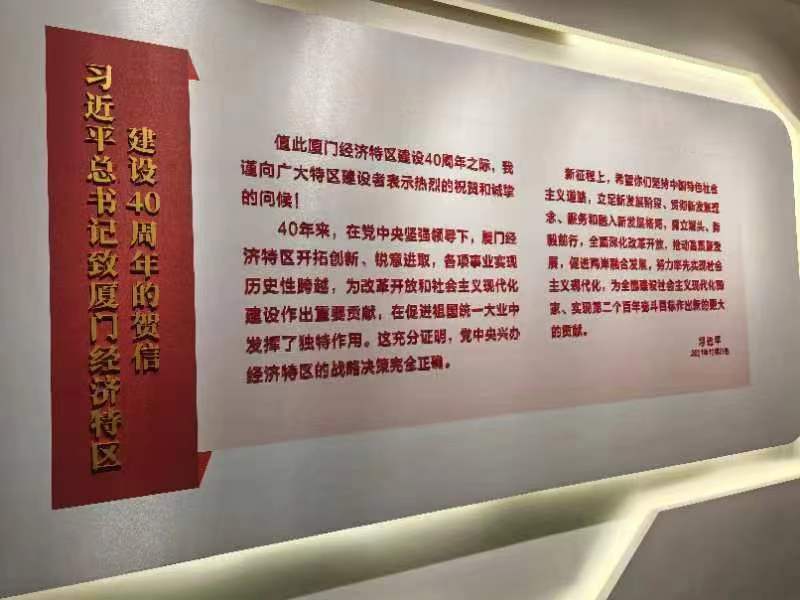 习近平总书记致厦门经济特区
建设40周年的贺信
值此厦门经济特区建设40周年之际，我
谨向广大特区建设者表示热烈的祝贺和诚挚
的问候！
40年来，在党中央坚强领导下，厦门经
济特区开拓创新、锐意进取，各项事业实现
历史性跨越，为改革开放和社会主义现代化
建设作出重要贡献，在促进祖国统一大业中
发挥了独特作用。这充分证明，党中央兴办
经济特区的战略决策完全正确。
新征程上，希望你们坚持中国特色社会
主义道路，立足新发展阶段、贯彻新发展理
念、服务和融入新发展格局，勇立潮头、勇
毅前行，全面深化改革开放，推动高质量发
展，促进两岸融合发展，努力率先实现社会
主义现代化，为全面建设社会主义现代化国
家、实现第二个百年奋斗目标作出新的更大
的贡献。
习近平